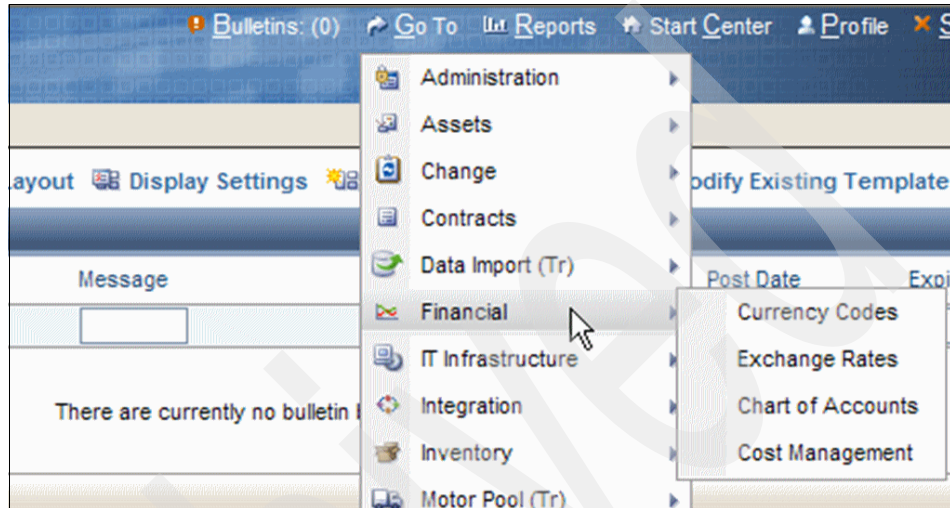 Bulletins: (0) Go To Reports Start Center Profile
Administration
Assets
Change
ayout Display Settings odify Existing Template
Contracts
Data Import (Tr)
Message Post Date Expi
Financial Currency Codes
IT Infrastructure Exchange Rates
There are currently no bulletin Integration Chart of Accounts
Inventory Cost Management
Motor Pool (Tr)